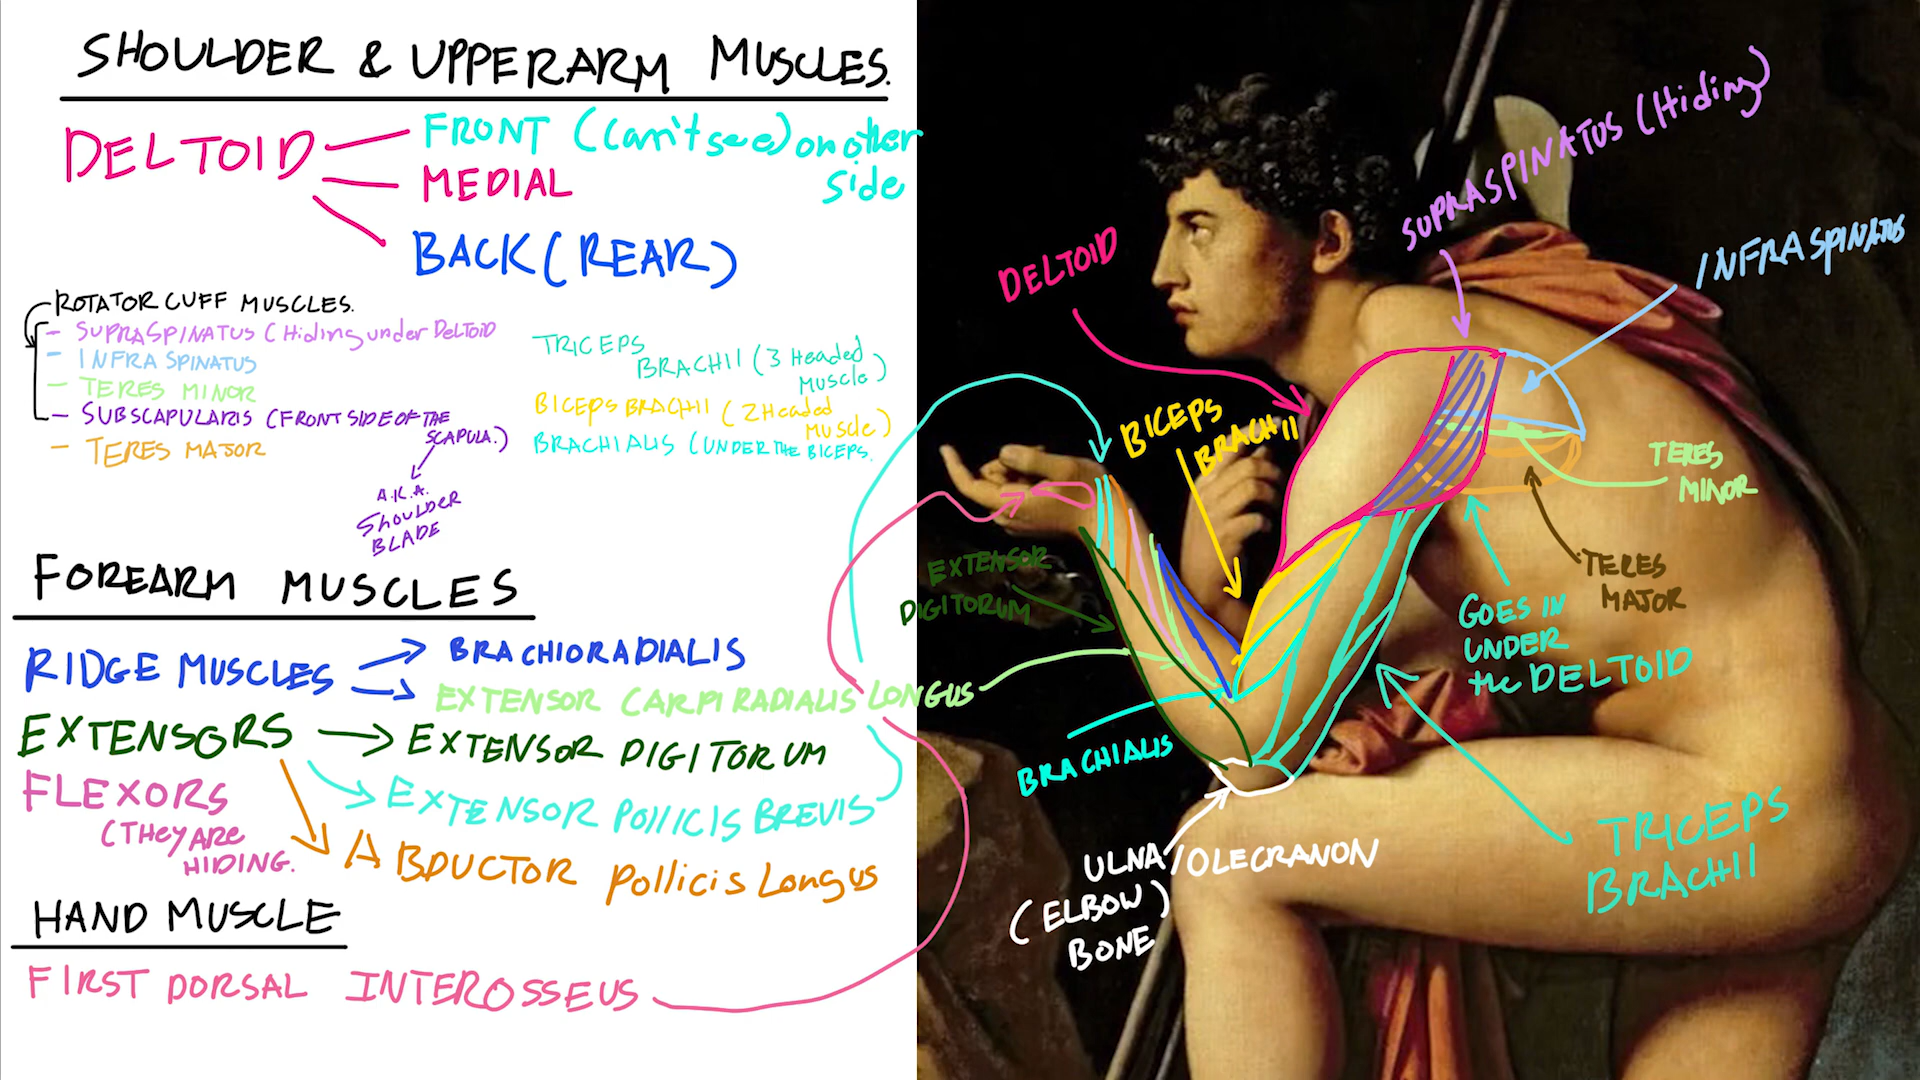 SHOULDER & UPPERARM MUSCLES.
DELTOID
FRONT (Can't see) on other
side
MEDIAL
BACK (REAR)
ROTATOR CUFF MUSCLES.
- SUPRASPINATUS (Hiding under DELTOID
- INFRA SPINATUS
- TERES MINOR
- SUBSCAPULARIS (FRONT SIDE OF THE
SCAPULA.)
- TERES MAJOR
A.K.A.
SHOULDER
BLADE
TRICEPS
BRACHII (3 Headed
Muscle)
BICEPS BRACHII (2 Headed
Muscle)
BRACHIALIS (UNDER THE BICEPS.
FOREARM MUSCLES
RIDGE MUSCLES
BRACHIORADIALIS
EXTENSOR CARPI RADIALIS LONGUS
EXTENSORS
EXTENSOR DIGITORUM
EXTENSOR POLLICIS BREVIS
ABDUCTOR Pollicis Longus
FLEXORS
(THEY ARE
HIDING.
HAND MUSCLE
FIRST DORSAL INTEROSSEUS
SUPRASPINATUS (Hiding)
DELTOID
INFRASPINATUS
BICEPS
BRACHII
TERES
MINOR
TERES
MAJOR
EXTENSOR
DIGITORUM
GOES IN
UNDER
the DELTOID
BRACHIALIS
TRICEPS
BRACHII
ULNA/OLECRANON
(ELBOW)
BONE